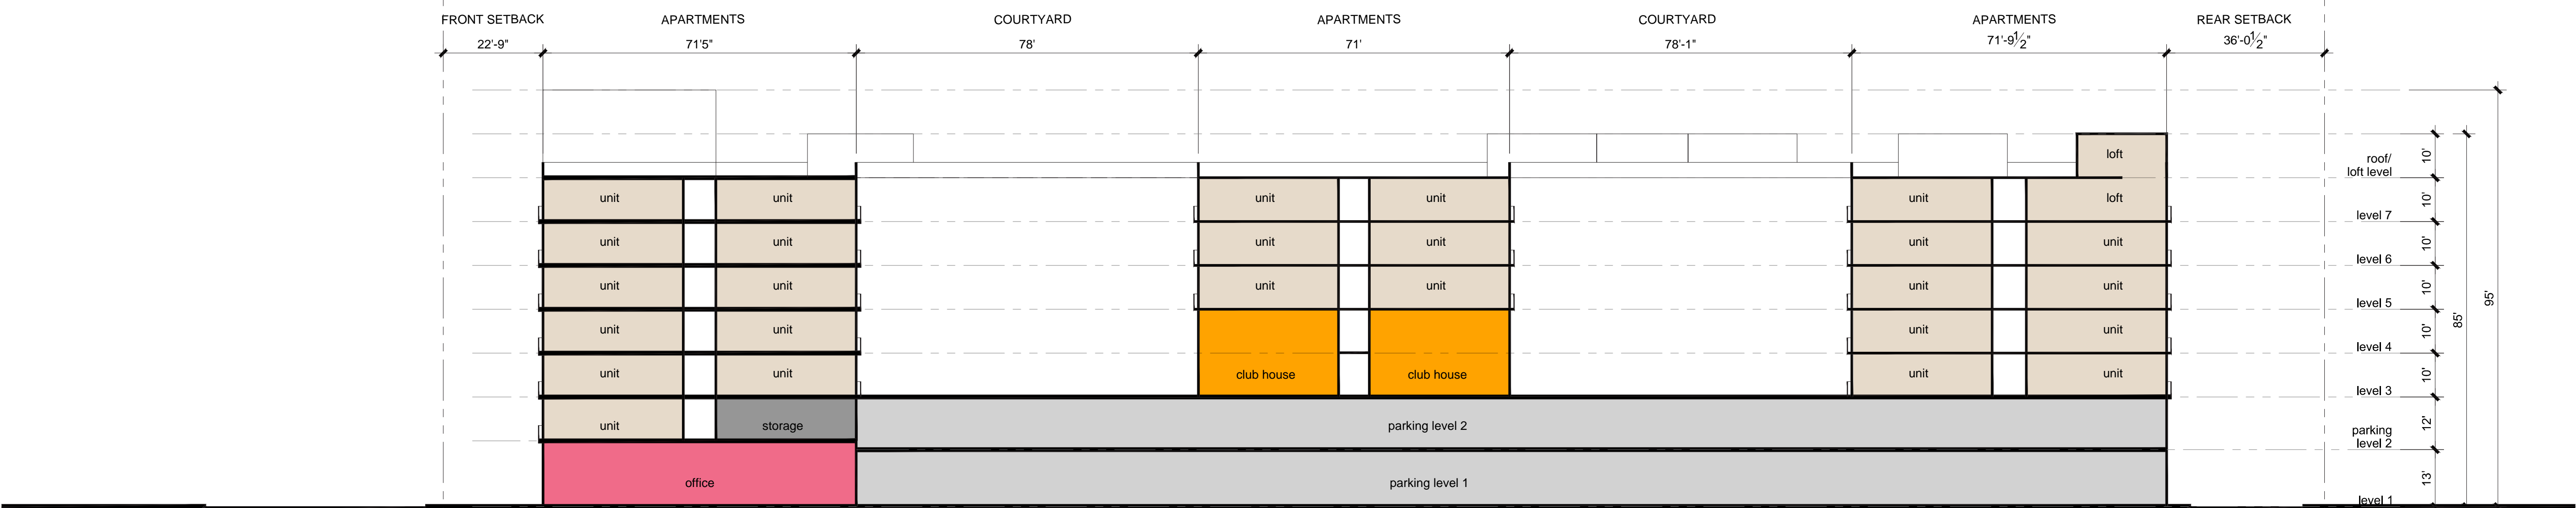 FRONT SETBACK APARTMENTS COURTYARD APARTMENTS COURTYARD APARTMENTS REAR SETBACK
22'-9" 71'5" 78' 71' 78'-1" 71'-9½" 36'-0½"
loft
roof/
loft level
10'
unit unit unit unit unit loft
level 7
10'
unit unit unit unit unit unit
level 6
10'
unit unit unit unit unit unit
level 5
10'
95'
85'
unit unit unit unit
level 4
10'
unit unit club house club house unit unit
level 3
10'
unit storage parking level 2
parking
level 2
12'
office parking level 1
13'
level 1